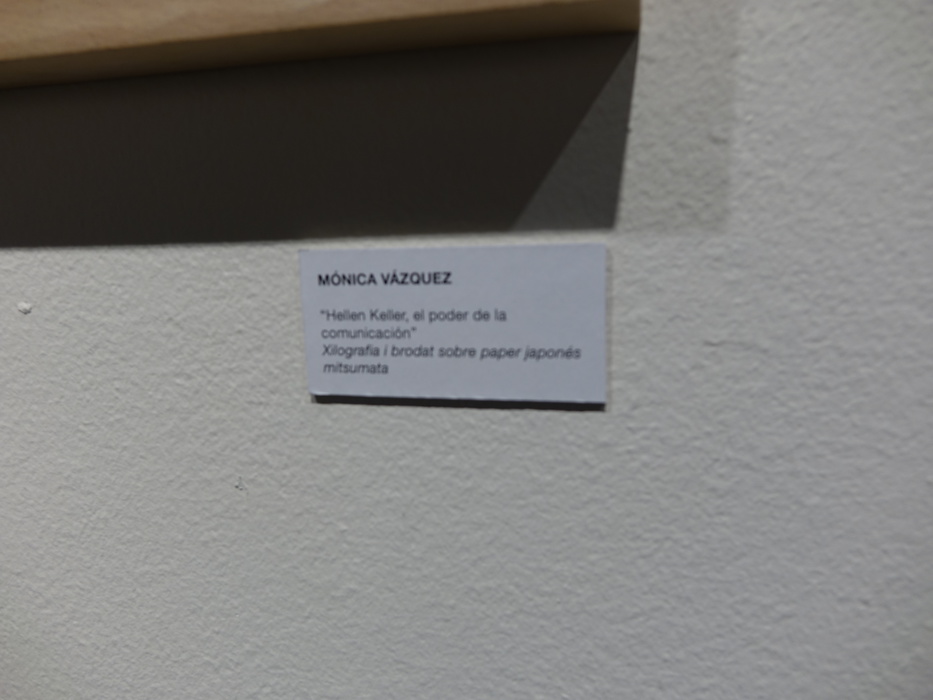 MÓNICA VÁZQUEZ
"Hellen Keller, el poder de la
comunicación"
Xilografia i brodat sobre paper japonés
mitsumata